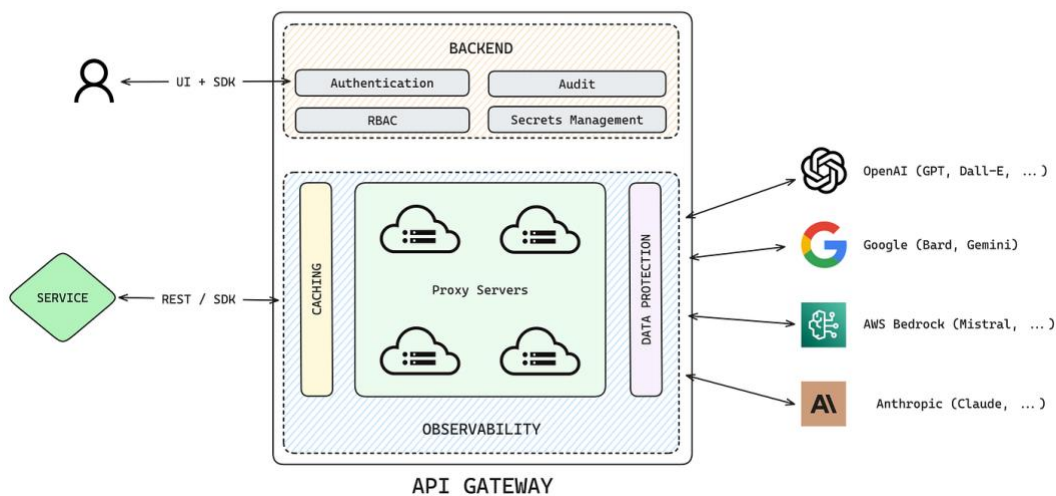 BACKEND
UI + SDK
Authentication
Audit
RBAC
Secrets Management
OpenAI (GPT, Dall-E, ...)
Google (Bard, Gemini)
SERVICE
REST / SDK
CACHING
Proxy Servers
DATA PROTECTION
AWS Bedrock (Mistral, ...)
Anthropic (Claude, ...)
OBSERVABILITY
API GATEWAY